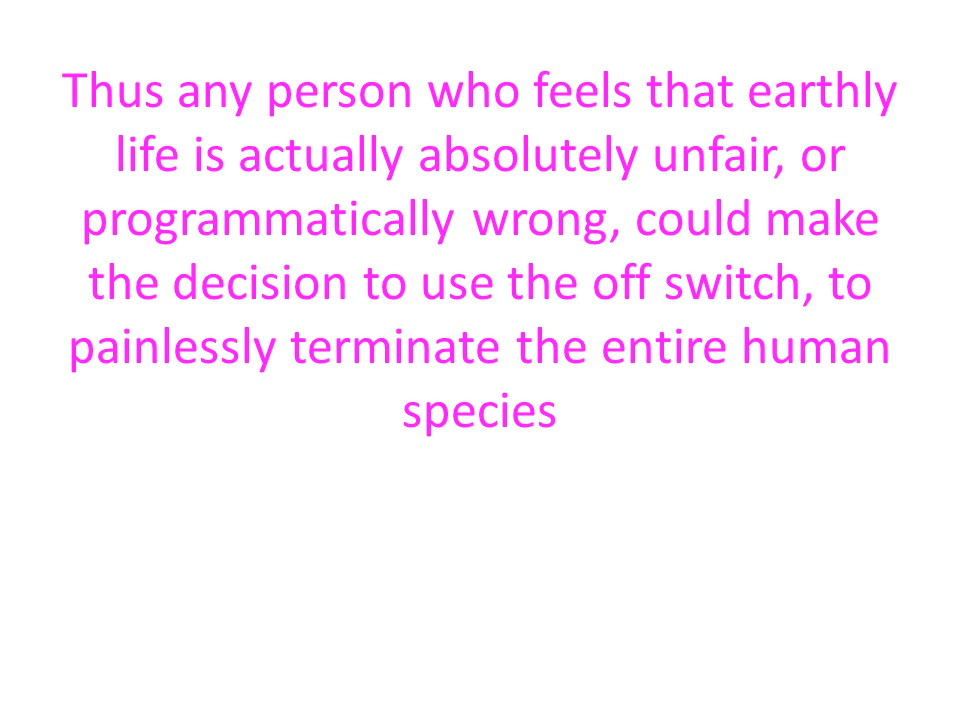 Thus any person who feels that earthly
life is actually absolutely unfair, or
programmatically wrong, could make
the decision to use the off switch, to
painlessly terminate the entire human
species